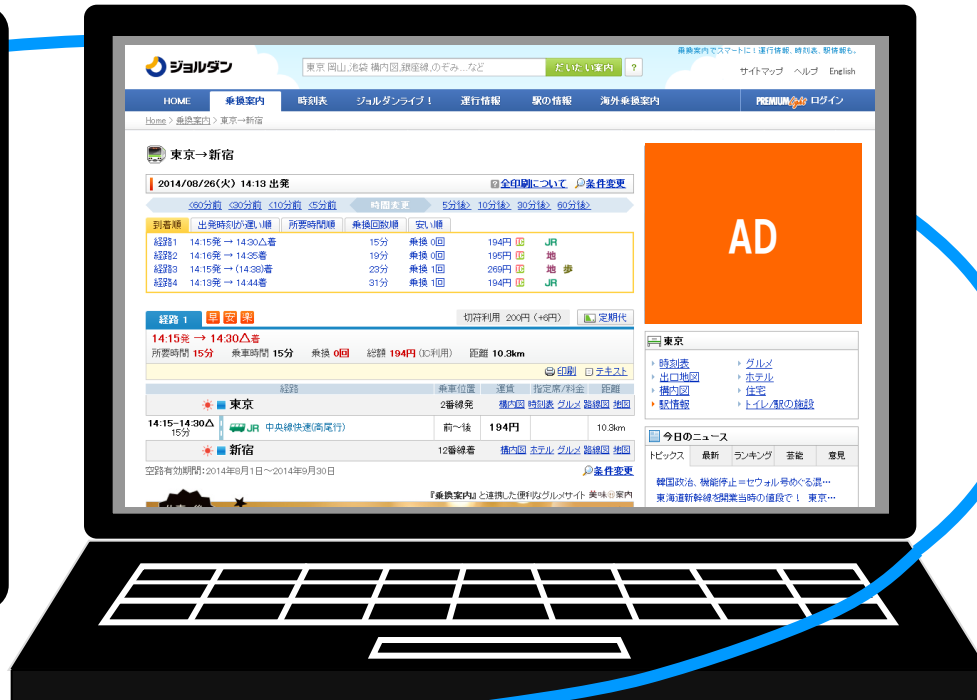 乗換案内でスマートに！運行情報、時刻表、駅情報も。
ジョルダン
東京 岡山,池袋 構内図,銀座線,のぞみ…など
だいたい案内
?
サイトマップ ヘルプ English
HOME 乗換案内 時刻表 ジョルダンライブ！ 運行情報 駅の情報 海外乗換案内 PREMIUM ログイン
Home > 乗換案内 > 東京→新宿
東京→新宿
2014/08/26(火) 14:13 出発 ?全印刷について 条件変更
<60分前 <30分前 <10分前 <5分前 時間変更 5分後> 10分後> 30分後> 60分後>
到着順 出発時刻が遅い順 所要時間順 乗換回数順 安い順
経路1 14:15発 → 14:30△着 15分 乗換 0回 194円 JR
経路2 14:16発 → 14:35着 19分 乗換 0回 195円 地
経路3 14:15発 → (14:38)着 23分 乗換 1回 269円 地 歩
経路4 14:13発 → 14:44着 31分 乗換 1回 194円 JR
経路 1 早 安 楽 切符利用 200円 (+6円) 定期代
14:15発 → 14:30△着
所要時間 15分 乗車時間 15分 乗換 0回 総額 194円 (IC利用) 距離 10.3km
印刷 テキスト
経路 乗車位置 運賃 指定席/料金 距離
東京 2番線発 構内図 時刻表 グルメ 路線図 地図
14:15-14:30△
15分
JR 中央線快速(高尾行) 前～後 194円 10.3km
新宿 12番線着 構内図 ホテル グルメ 路線図 地図
空路有効期間：2014年8月1日～2014年9月30日 条件変更
『乗換案内』と連携した便利なグルメサイト 美味案内
AD
東京
時刻表 グルメ
出口地図 ホテル
構内図 住宅
駅情報 トイレ/駅の施設
今日のニュース
トピックス 最新 ランキング 芸能 意見
韓国政治、機能停止＝セウォル号めぐる混…
東海道新幹線を開業当時の値段で！ 東京…